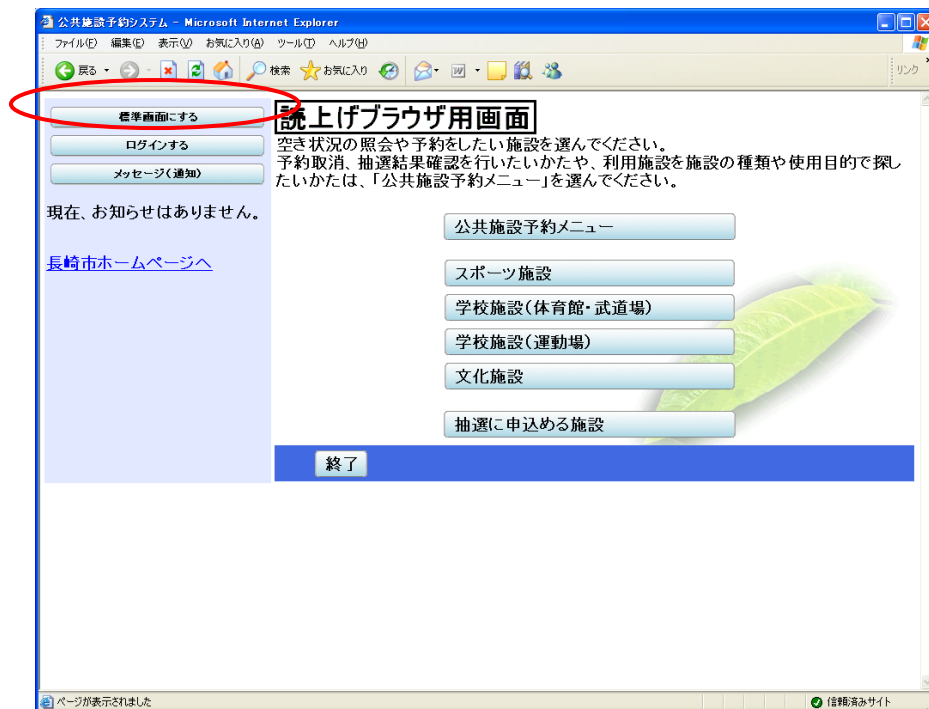 公共施設予約システム - Microsoft Internet Explorer
ファイル(F) 編集(E) 表示(V) お気に入り(A) ツール(T) ヘルプ(H)
戻る 検索 お気に入り リンク
標準画面にする
ログインする
メッセージ(通知)
現在、お知らせはありません。
長崎市ホームページへ
読上げブラウザ用画面
空き状況の照会や予約をしたい施設を選んでください。
予約取消、抽選結果確認を行いたいかたや、利用施設を施設の種類や使用目的で探し
たいかたは、「公共施設予約メニュー」を選んでください。
公共施設予約メニュー
スポーツ施設
学校施設(体育館・武道場)
学校施設(運動場)
文化施設
抽選に申込める施設
終了
ページが表示されました 信頼済みサイト